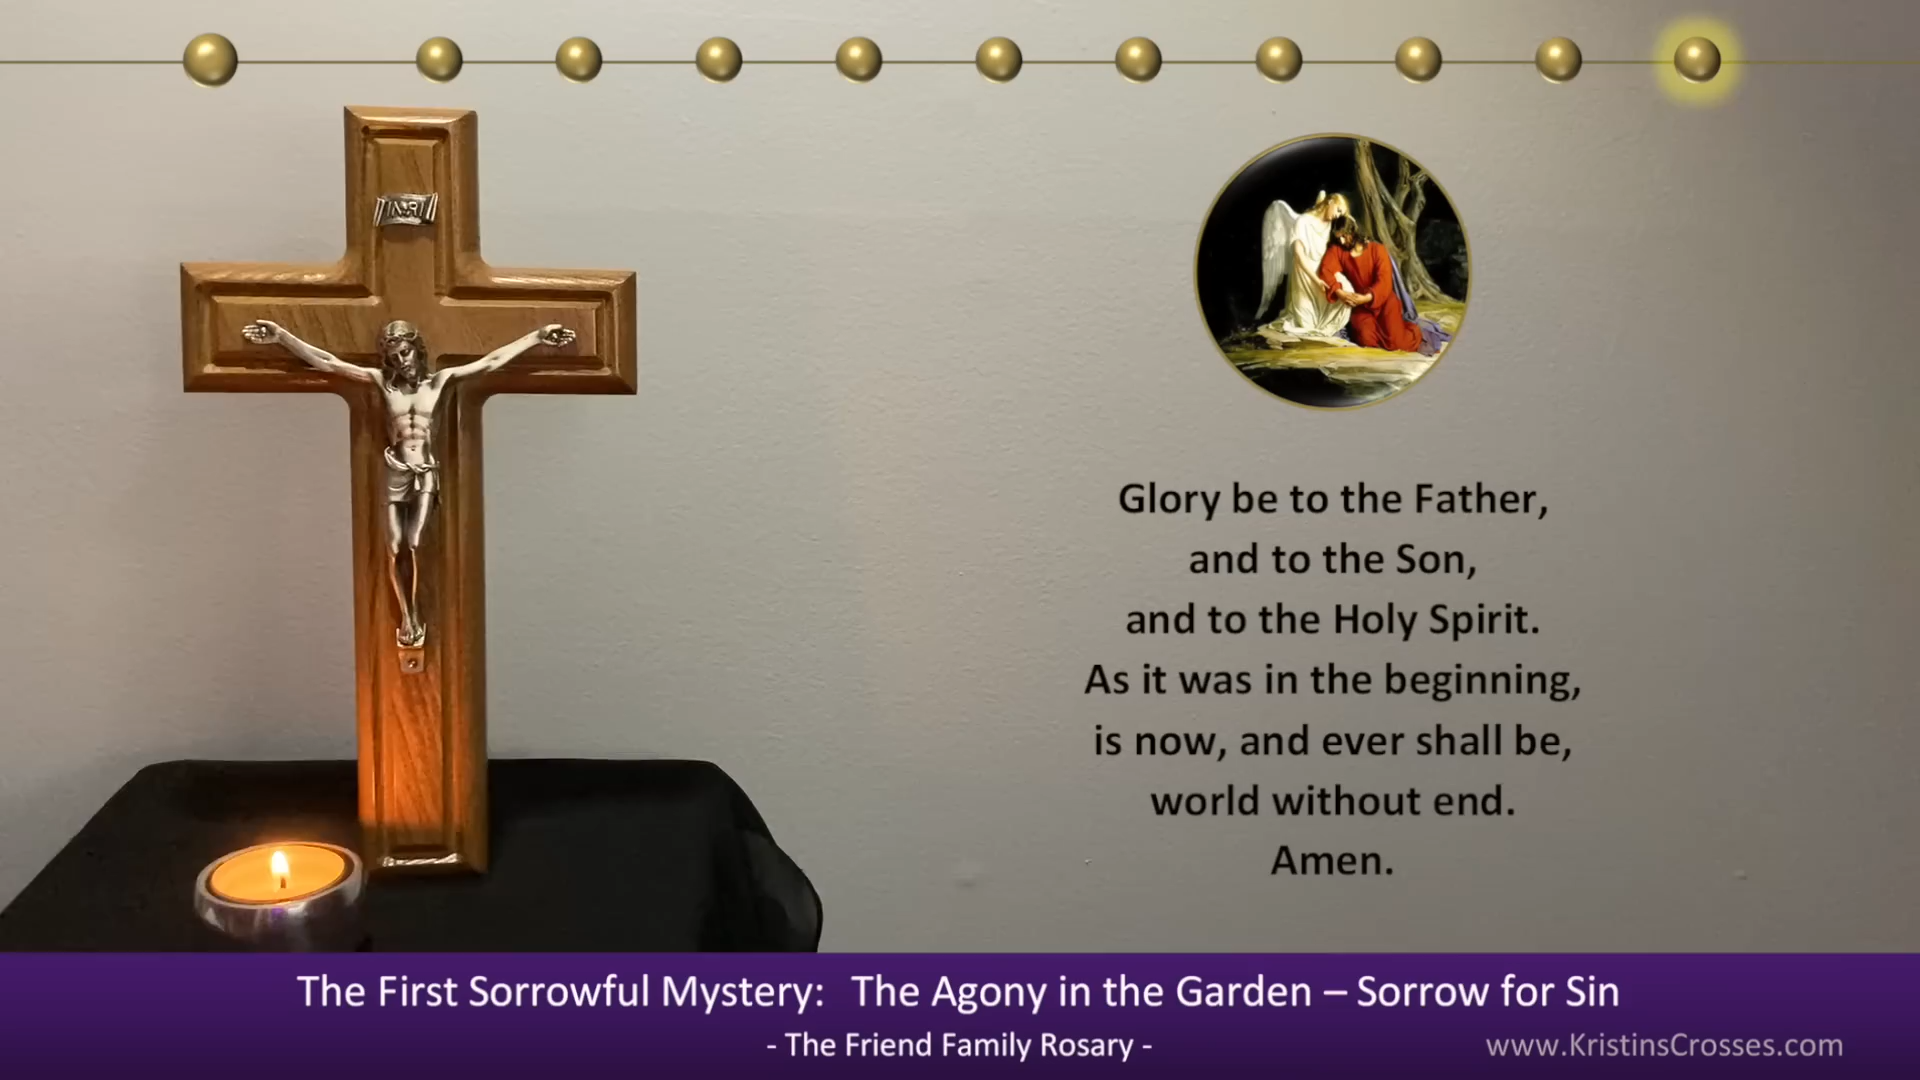 INRI
Glory be to the Father,
and to the Son,
and to the Holy Spirit.
As it was in the beginning,
is now, and ever shall be,
world without end.
Amen.
The First Sorrowful Mystery: The Agony in the Garden – Sorrow for Sin
- The Friend Family Rosary -
www.KristinsCrosses.com